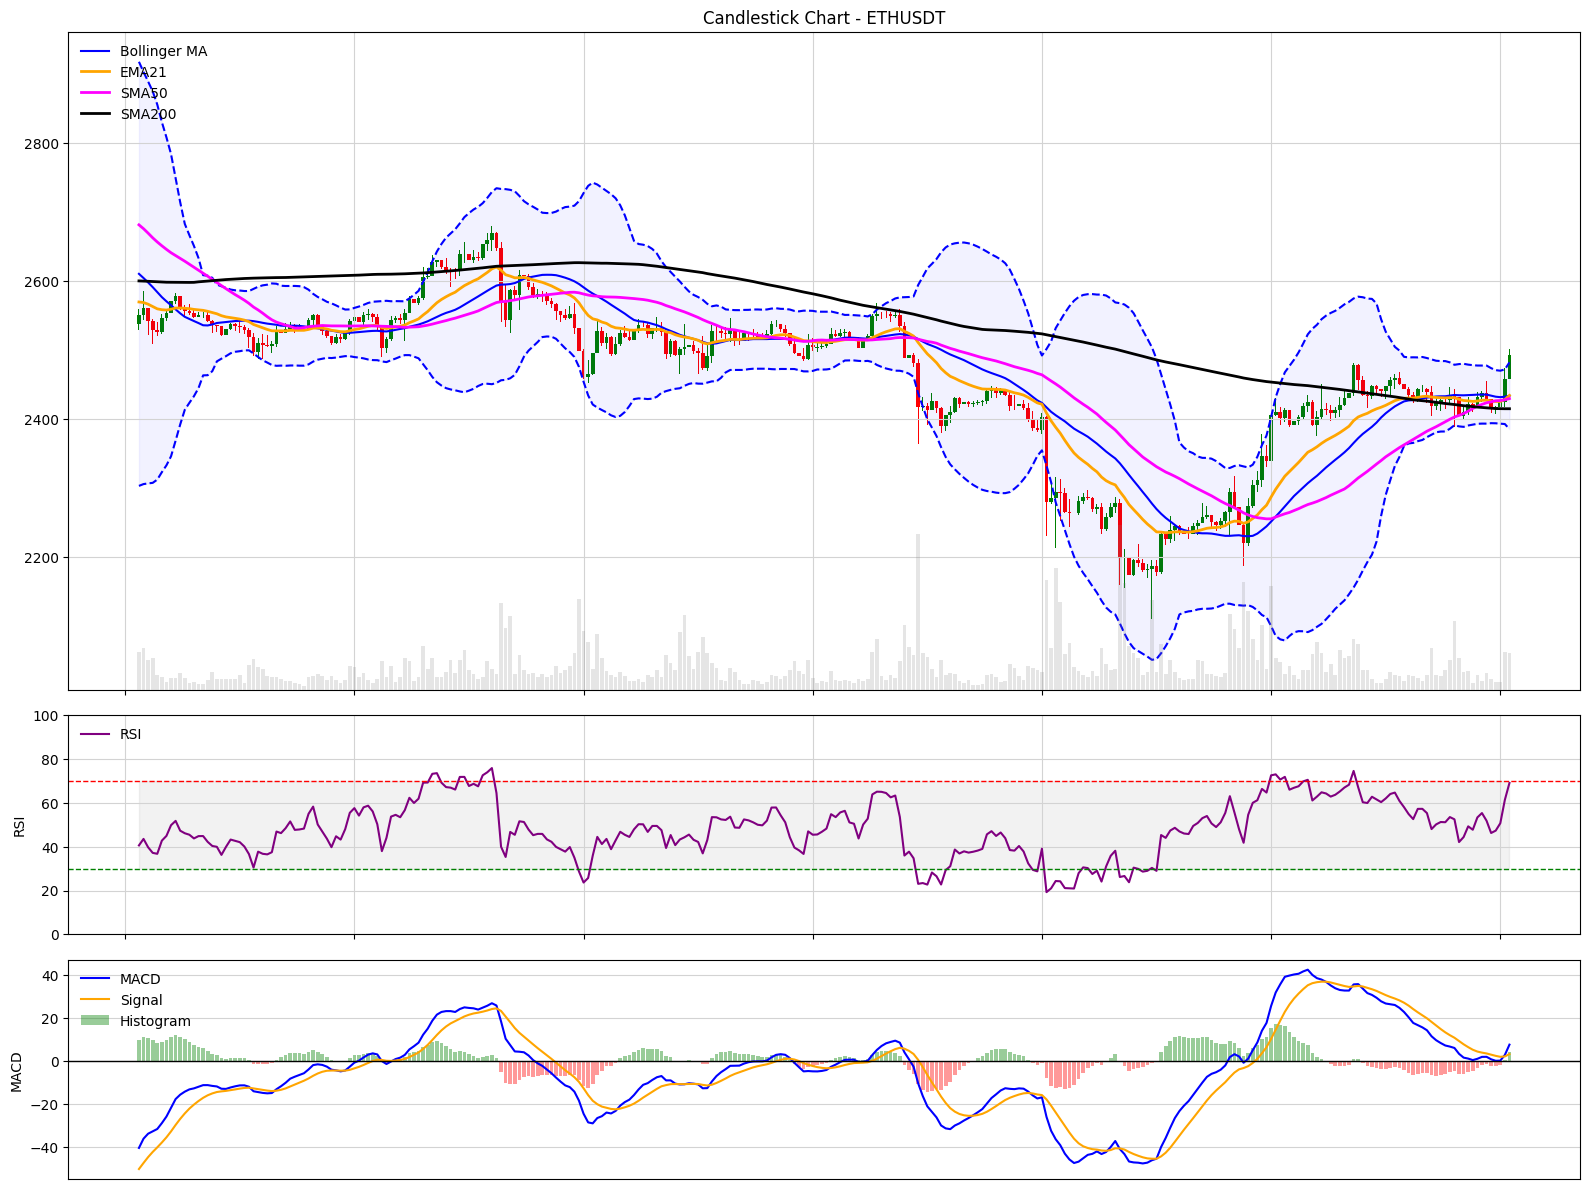 Candlestick Chart - ETHUSDT
Bollinger MA
EMA21
SMA50
SMA200
2800
2600
2400
2200
100
80
60
40
20
0
RSI
RSI
40
20
0
−20
−40
MACD
MACD
Signal
Histogram